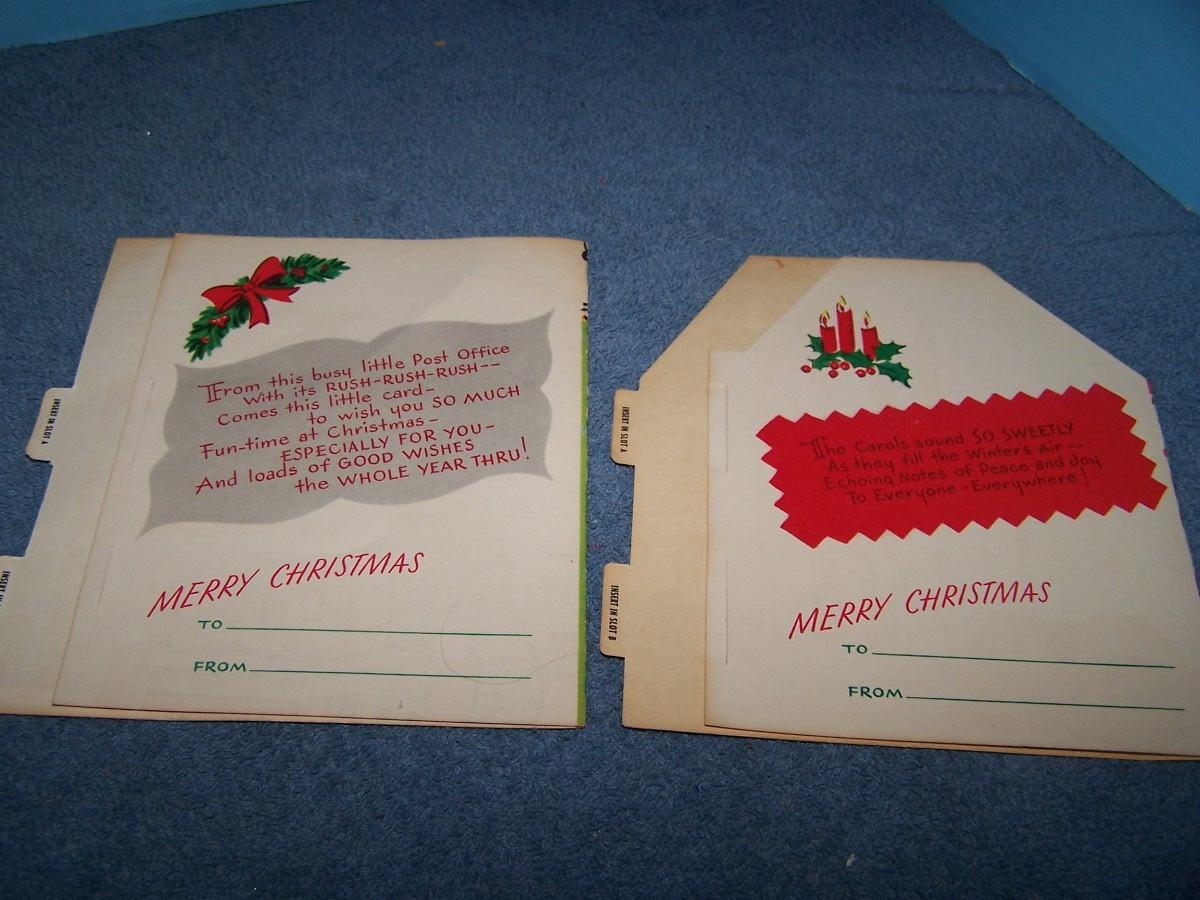 From this busy little Post Office
With its RUSH-RUSH-RUSH--
Comes this little card-
to wish you SO MUCH
Fun-time at Christmas-
ESPECIALLY FOR YOU-
And loads of GOOD WISHES
the WHOLE YEAR THRU!
MERRY CHRISTMAS
TO
FROM
INSERT IN SLOT A
INSERT IN
The Carols sound SO SWEETLY
As they fill the Winter's Air--
Echoing Notes of Peace and Joy
To Everyone-Everywhere!
MERRY CHRISTMAS
TO
FROM
INSERT IN SLOT A
INSERT IN SLOT B